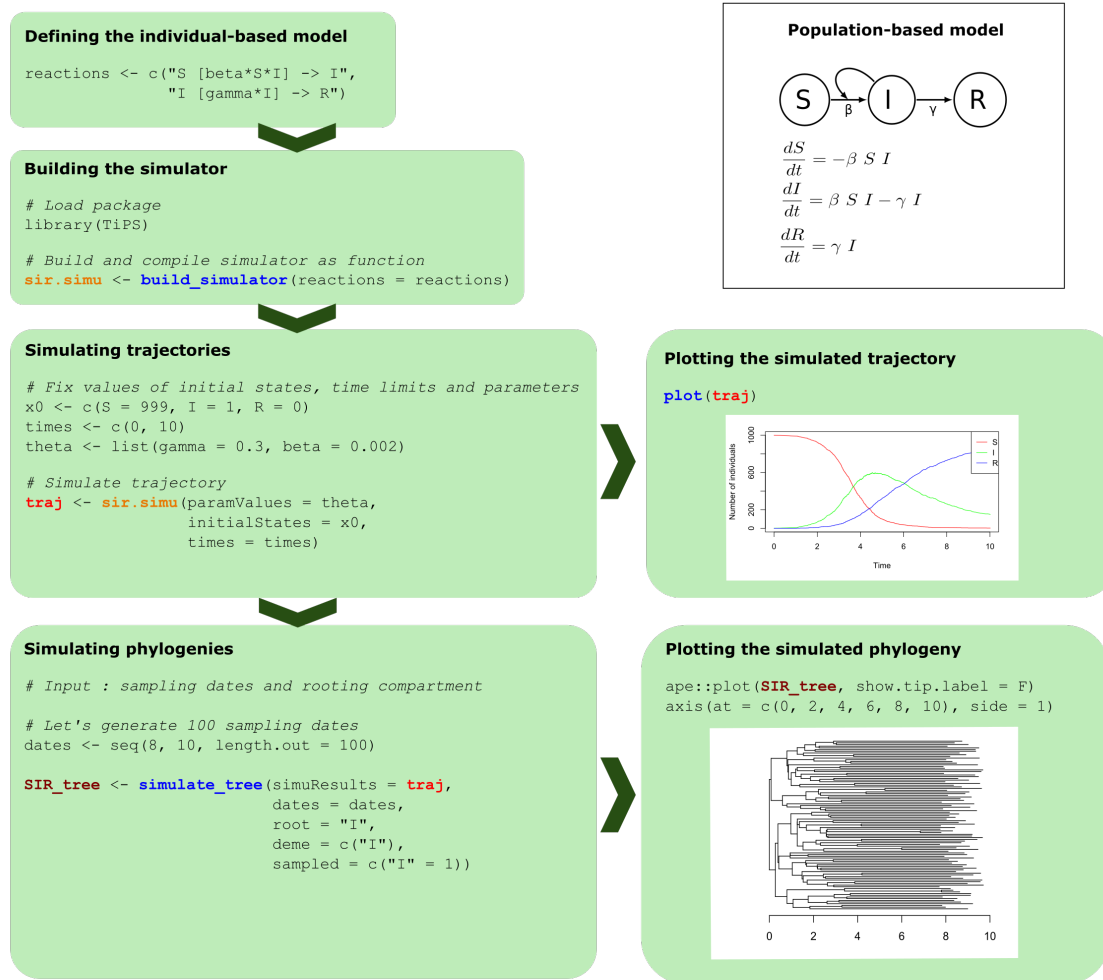 Defining the individual-based model
reactions <- c("S [beta*S*I] -> I",
"I [gamma*I] -> R")
Population-based model
S
I
R
β
γ
dS/dt = −β S I
dI/dt = β S I − γ I
dR/dt = γ I
Building the simulator
# Load package
library(TiPS)
# Build and compile simulator as function
sir.simu <- build_simulator(reactions = reactions)
Simulating trajectories
# Fix values of initial states, time limits and parameters
x0 <- c(S = 999, I = 1, R = 0)
times <- c(0, 10)
theta <- list(gamma = 0.3, beta = 0.002)
# Simulate trajectory
traj <- sir.simu(paramValues = theta,
initialStates = x0,
times = times)
Plotting the simulated trajectory
plot(traj)
Number of individuals
1000
600
200
0
S
I
R
0 2 4 6 8 10
Time
Simulating phylogenies
# Input : sampling dates and rooting compartment
# Let's generate 100 sampling dates
dates <- seq(8, 10, length.out = 100)
SIR_tree <- simulate_tree(simuResults = traj,
dates = dates,
root = "I",
deme = c("I"),
sampled = c("I" = 1))
Plotting the simulated phylogeny
ape::plot(SIR_tree, show.tip.label = F)
axis(at = c(0, 2, 4, 6, 8, 10), side = 1)
0 2 4 6 8 10